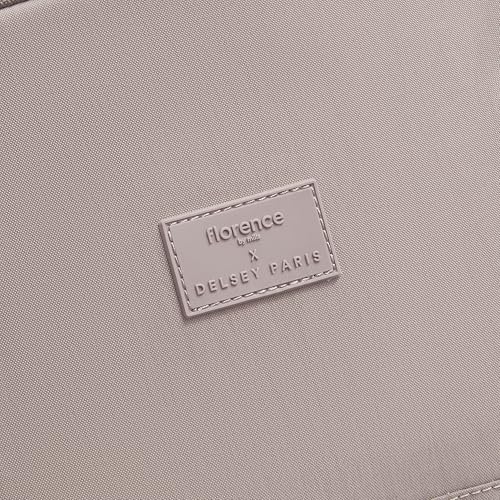 florence
by mills
X
DELSEY PARIS